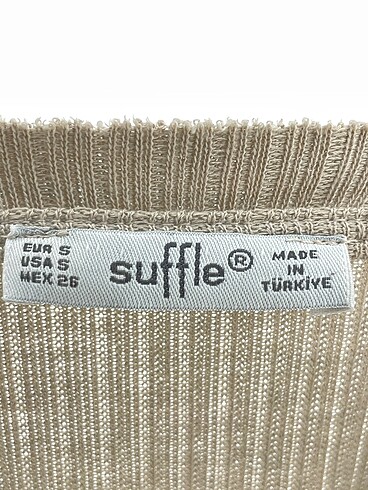 EUR S
USA S
MEX 26
suffle®
MADE
IN
TÜRKİYE